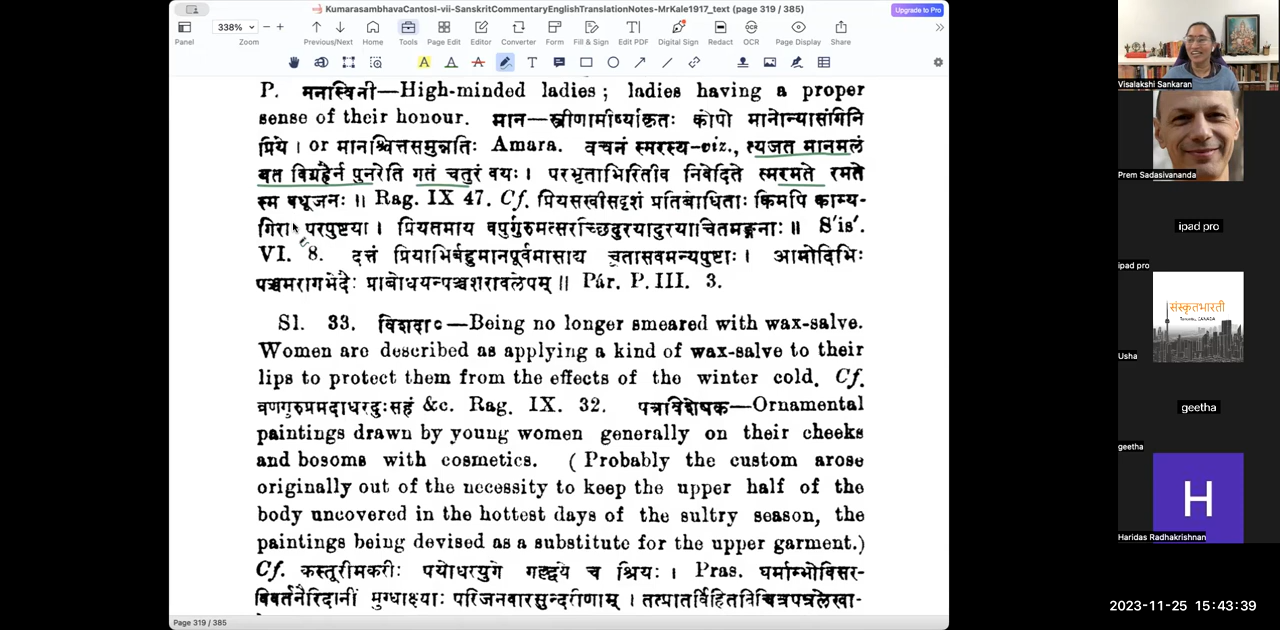 KumarasambhavaCantosI-vii-SanskritCommentaryEnglishTranslationNotes-MrKale1917_text (page 319 / 385)
Upgrade to Pro
338%
Panel Zoom Previous/Next Home Tools Page Edit Editor Converter Form Fill & Sign Edit PDF Digital Sign Redact OCR Page Display Share
P. मनस्विनी—High-minded ladies; ladies having a proper
sense of their honour. मान—स्त्रीणामीर्ष्याकृतः कोपो मानोन्यासंगिनि
प्रिये । or मानश्चित्तसमुन्नतिः Amara. वचनं स्मरस्य—viz., त्यजत मानमलं
बत विग्रहैर्न पुनरेति गतं चतुरं वयः । परभृताभिरितीव निवेदिते स्मरमते रमते
स्म वधूजनः ॥ Rag. IX 47. Cf. प्रियसखीसदृशं प्रतिबोधिताः किमपि काम्य-
गिरा परपुष्टया । प्रियतमाय वपुर्गुरुमत्सरच्छिदुरयादुरयाचितमङ्गनाः ॥ S'is'.
VI. 8. दत्तं प्रियाभिर्बहुमानपूर्वमासाद्य चूतासवमन्यपुष्टाः । आमोदिभिः
पञ्चमरागभेदैः प्राबोधयन्पञ्चशरावलेपम् ॥ Pár. P. III. 3.
Sl. 33. विशदा०—Being no longer smeared with wax-salve.
Women are described as applying a kind of wax-salve to their
lips to protect them from the effects of the winter cold. Cf.
व्रणगुरुप्रमदाधरदुःसहं &c. Rag. IX. 32. पत्रविशेषक—Ornamental
paintings drawn by young women generally on their cheeks
and bosoms with cosmetics. (Probably the custom arose
originally out of the necessity to keep the upper half of the
body uncovered in the hottest days of the sultry season, the
paintings being devised as a substitute for the upper garment.)
Cf. कस्तूरीमकरीः पयोधरयुगे गण्डद्वये च श्रियः । Pras. घर्माम्भोविसर-
विवर्तनैरिदानीं मुग्धाक्ष्याः परिजनवारसुन्दरीणाम् । तत्प्रातर्विहितविचित्रपत्रलेखा-
Page 319 / 385
Visalakshi Sankaran
Prem Sadasivananda
ipad pro
ipad pro
संस्कृतभारती
Toronto, CANADA
Usha
geetha
geetha
H
Haridas Radhakrishnan
2023-11-25 15:43:39